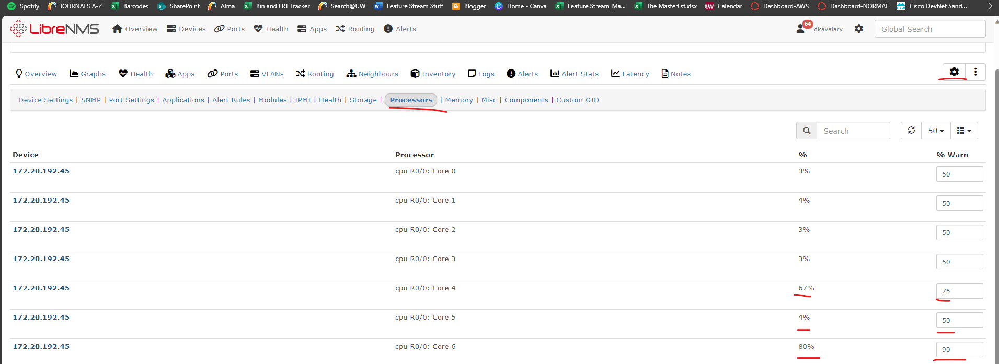 Spotify JOURNALS A-Z Barcodes SharePoint Alma Bin and LRT Tracker Search@UW Feature Stream Stuff Blogger Home - Canva Feature Stream_Ma... The Masterlist.xlsx Calendar Dashboard-AWS Dashboard-NORMAL Cisco DevNet Sand...
LibreNMS Overview Devices Ports Health Apps Routing Alerts 64 dkavalary Global Search
Overview Graphs Health Apps Ports VLANs Routing Neighbours Inventory Logs Alerts Alert Stats Latency Notes
Device Settings | SNMP | Port Settings | Applications | Alert Rules | Modules | IPMI | Health | Storage | Processors | Memory | Misc | Components | Custom OID
Search 50
Device Processor % % Warn
172.20.192.45 cpu R0/0: Core 0 3% 50
172.20.192.45 cpu R0/0: Core 1 4% 50
172.20.192.45 cpu R0/0: Core 2 3% 50
172.20.192.45 cpu R0/0: Core 3 3% 50
172.20.192.45 cpu R0/0: Core 4 67% 75
172.20.192.45 cpu R0/0: Core 5 4% 50
172.20.192.45 cpu R0/0: Core 6 80% 90